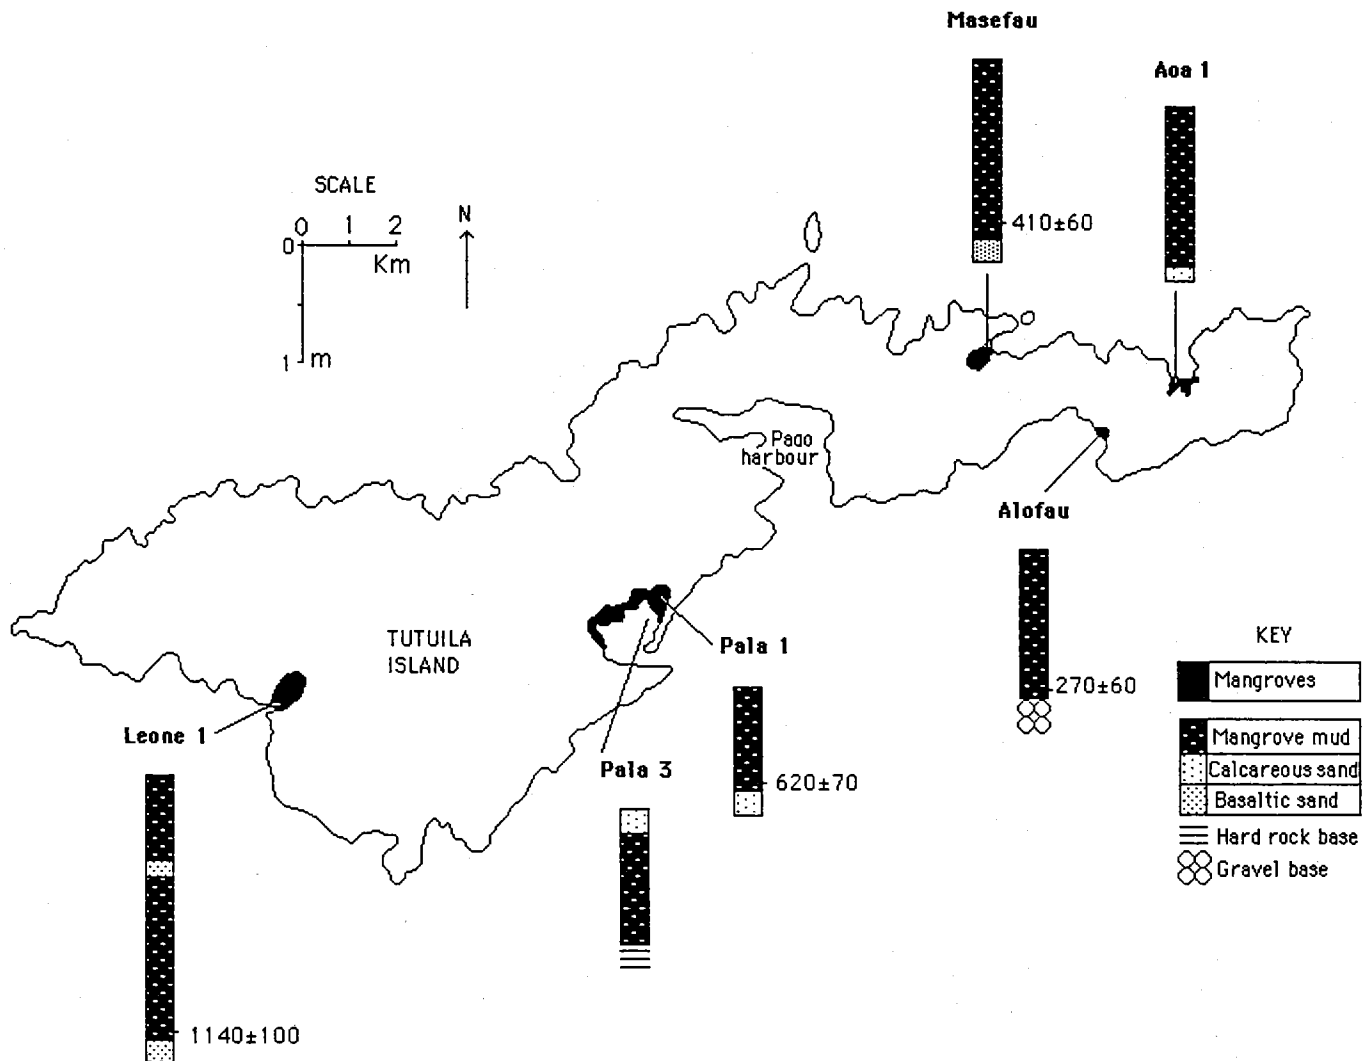 Masefau
Aoa 1
SCALE
0 1 2
Km
0
1 m
N
410±60
Pago
harbour
Alofau
270±60
TUTUILA
ISLAND
Pala 1
620±70
Leone 1
Pala 3
1140±100
KEY
Mangroves
Mangrove mud
Calcareous sand
Basaltic sand
Hard rock base
Gravel base